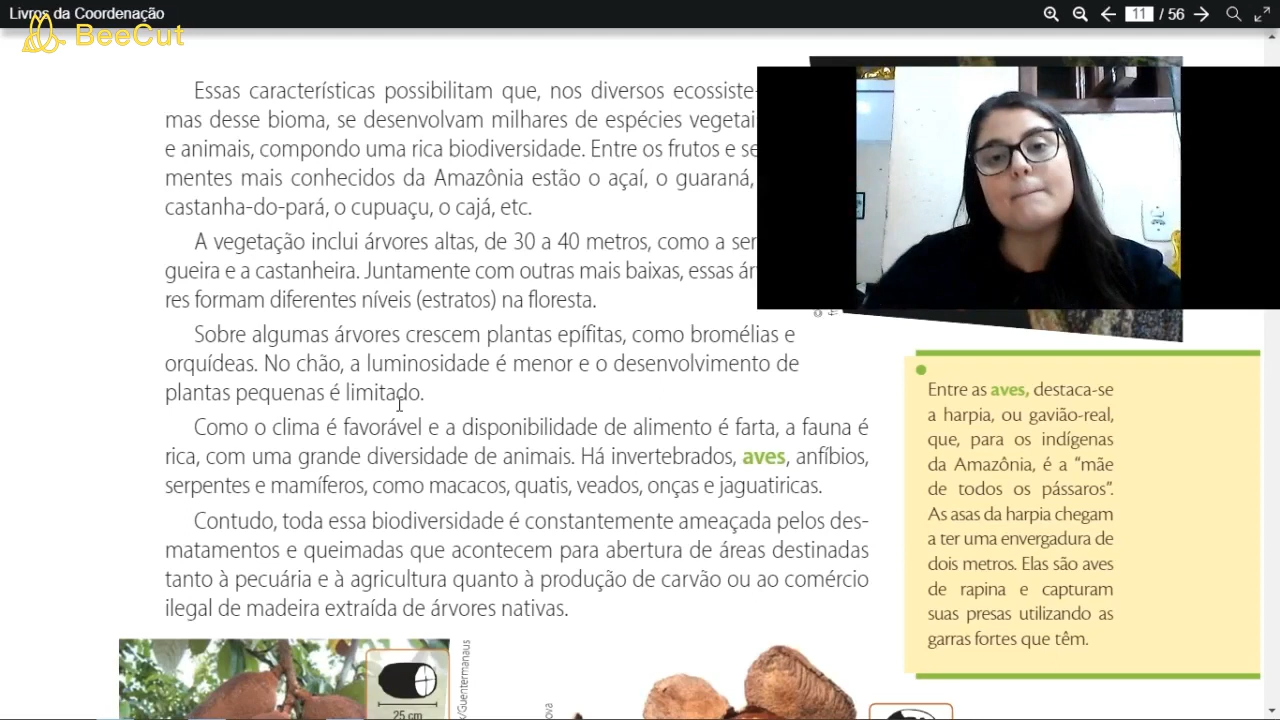 Livros da Coordenação
11 / 56
BeeCut
Essas características possibilitam que, nos diversos ecossiste-
mas desse bioma, se desenvolvam milhares de espécies vegetai
e animais, compondo uma rica biodiversidade. Entre os frutos e se
mentes mais conhecidos da Amazônia estão o açaí, o guaraná,
castanha-do-pará, o cupuaçu, o cajá, etc.
A vegetação inclui árvores altas, de 30 a 40 metros, como a ser
gueira e a castanheira. Juntamente com outras mais baixas, essas ár
res formam diferentes níveis (estratos) na floresta.
Sobre algumas árvores crescem plantas epífitas, como bromélias e
orquídeas. No chão, a luminosidade é menor e o desenvolvimento de
plantas pequenas é limitado.
Como o clima é favorável e a disponibilidade de alimento é farta, a fauna é
rica, com uma grande diversidade de animais. Há invertebrados, aves, anfíbios,
serpentes e mamíferos, como macacos, quatis, veados, onças e jaguatiricas.
Contudo, toda essa biodiversidade é constantemente ameaçada pelos des-
matamentos e queimadas que acontecem para abertura de áreas destinadas
tanto à pecuária e à agricultura quanto à produção de carvão ou ao comércio
ilegal de madeira extraída de árvores nativas.
Entre as aves, destaca-se
a harpia, ou gavião-real,
que, para os indígenas
da Amazônia, é a “mãe
de todos os pássaros”.
As asas da harpia chegam
a ter uma envergadura de
dois metros. Elas são aves
de rapina e capturam
suas presas utilizando as
garras fortes que têm.
25 cm